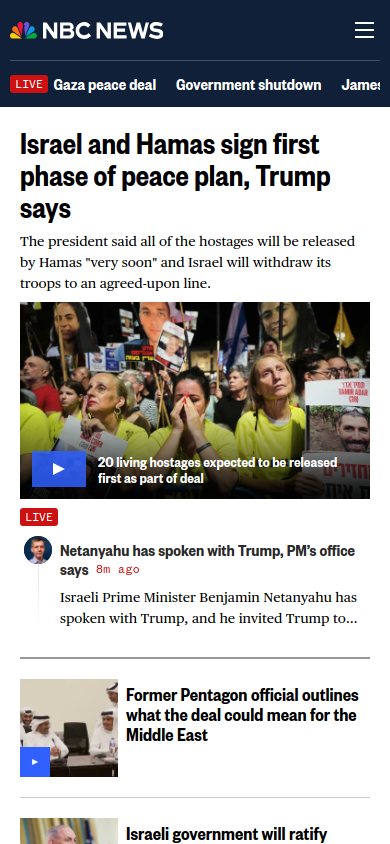 NBC NEWS
LIVE Gaza peace deal Government shutdown James
Israel and Hamas sign first
phase of peace plan, Trump
says
The president said all of the hostages will be released
by Hamas "very soon" and Israel will withdraw its
troops to an agreed-upon line.
20 living hostages expected to be released
first as part of deal
LIVE
Netanyahu has spoken with Trump, PM’s office
says 8m ago
Israeli Prime Minister Benjamin Netanyahu has
spoken with Trump, and he invited Trump to...
Former Pentagon official outlines
what the deal could mean for the
Middle East
Israeli government will ratify